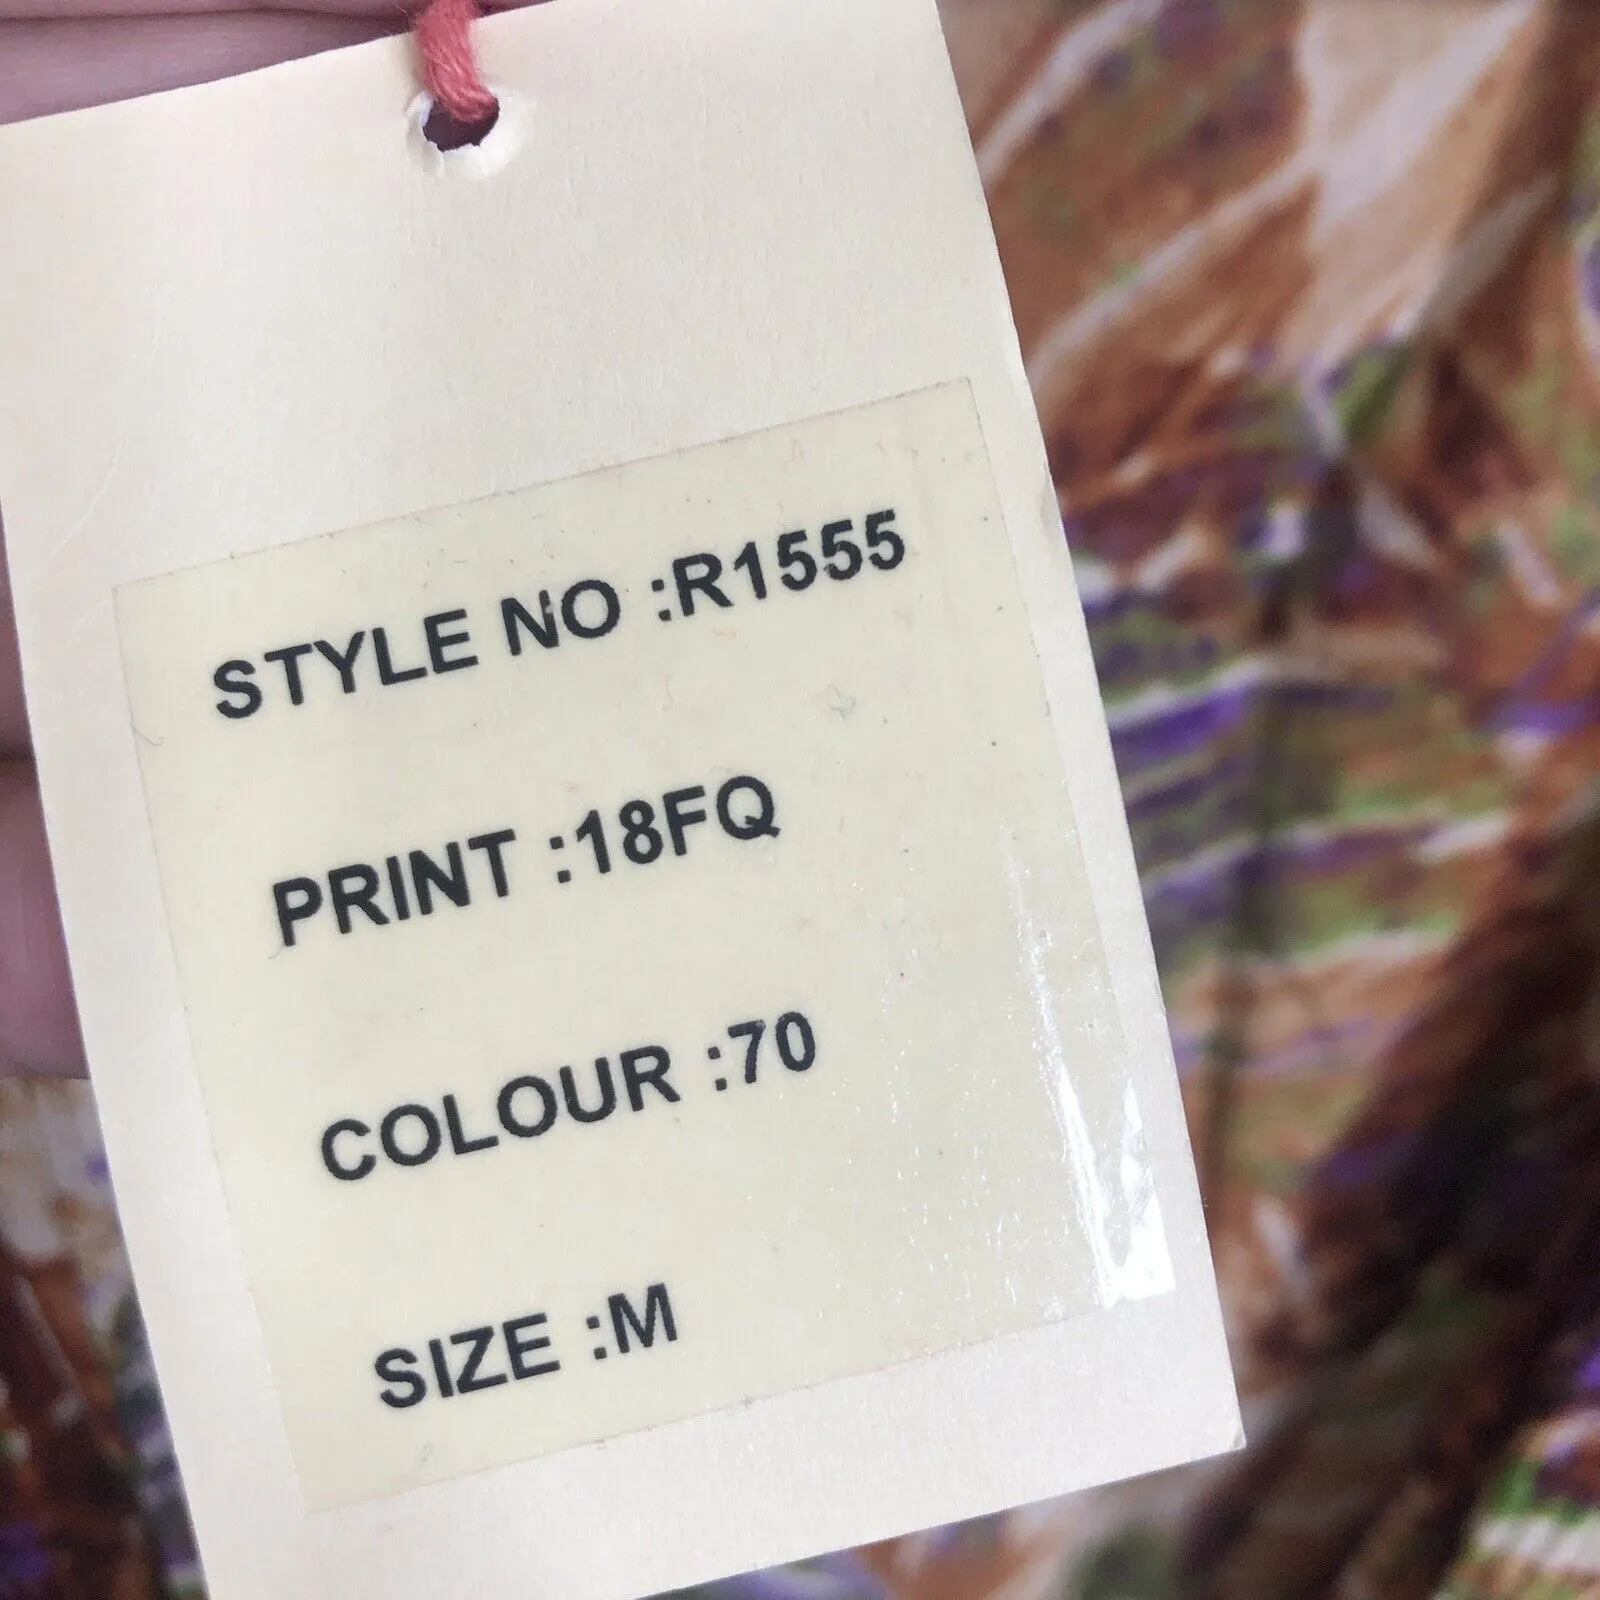 STYLE NO :R1555
PRINT :18FQ
COLOUR :70
SIZE :M